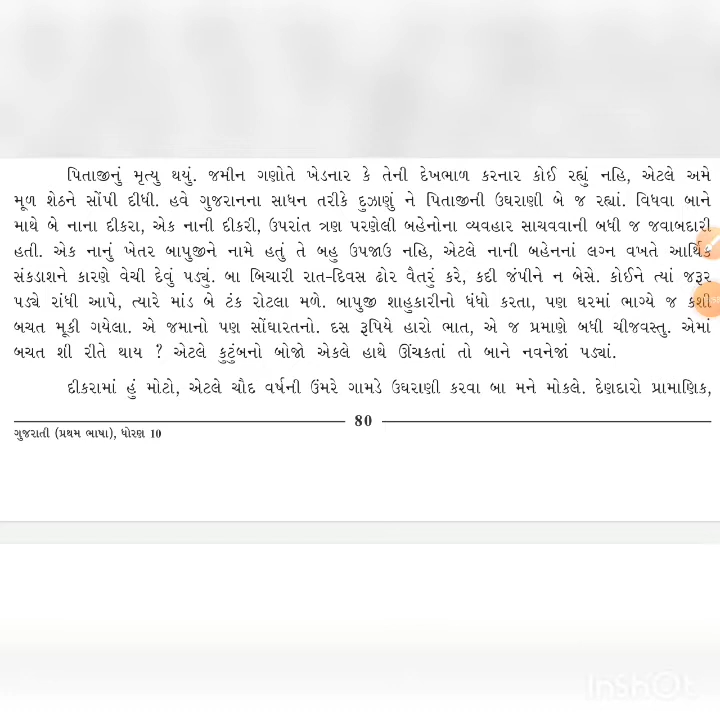 પિતાજીનું મૃત્યુ થયું. જમીન ગણોતે ખેડનાર કે તેની દેખભાળ કરનાર કોઈ રહ્યું નહિ, એટલે અમે
મૂળ શેઠને સોંપી દીધી. હવે ગુજરાનના સાધન તરીકે દુઝાણું ને પિતાજીની ઉઘરાણી બે જ રહ્યાં. વિધવા બાને
માથે બે નાના દીકરા, એક નાની દીકરી, ઉપરાંત ત્રણ પરણેલી બહેનોના વ્યવહાર સાચવવાની બધી જ જવાબદારી
હતી. એક નાનું ખેતર બાપુજીને નામે હતું તે બહુ ઉપજાઉ નહિ, એટલે નાની બહેનનાં લગ્ન વખતે આર્થિક
સંકડાશને કારણે વેચી દેવું પડ્યું. બા બિચારી રાત-દિવસ ઢોર વૈતરું કરે, કદી જંપીને ન બેસે. કોઈને ત્યાં જરૂર
પડ્યે રાંધી આપે, ત્યારે માંડ બે ટંક રોટલા મળે. બાપુજી શાહુકારીનો ધંધો કરતા, પણ ઘરમાં ભાગ્યે જ કશી
બચત મૂકી ગયેલા. એ જમાનો પણ સોંઘારતનો. દસ રૂપિયે હારો ભાત, એ જ પ્રમાણે બધી ચીજવસ્તુ. એમાં
બચત શી રીતે થાય ? એટલે કુટુંબનો બોજો એકલે હાથે ઊંચકતાં તો બાને નવનેજાં પડ્યાં.
દીકરામાં હું મોટો, એટલે ચૌદ વર્ષની ઉંમરે ગામડે ઉઘરાણી કરવા બા મને મોકલે. દેણદારો પ્રામાણિક,
80
ગુજરાતી (પ્રથમ ભાષા), ધોરણ 10
InShOt